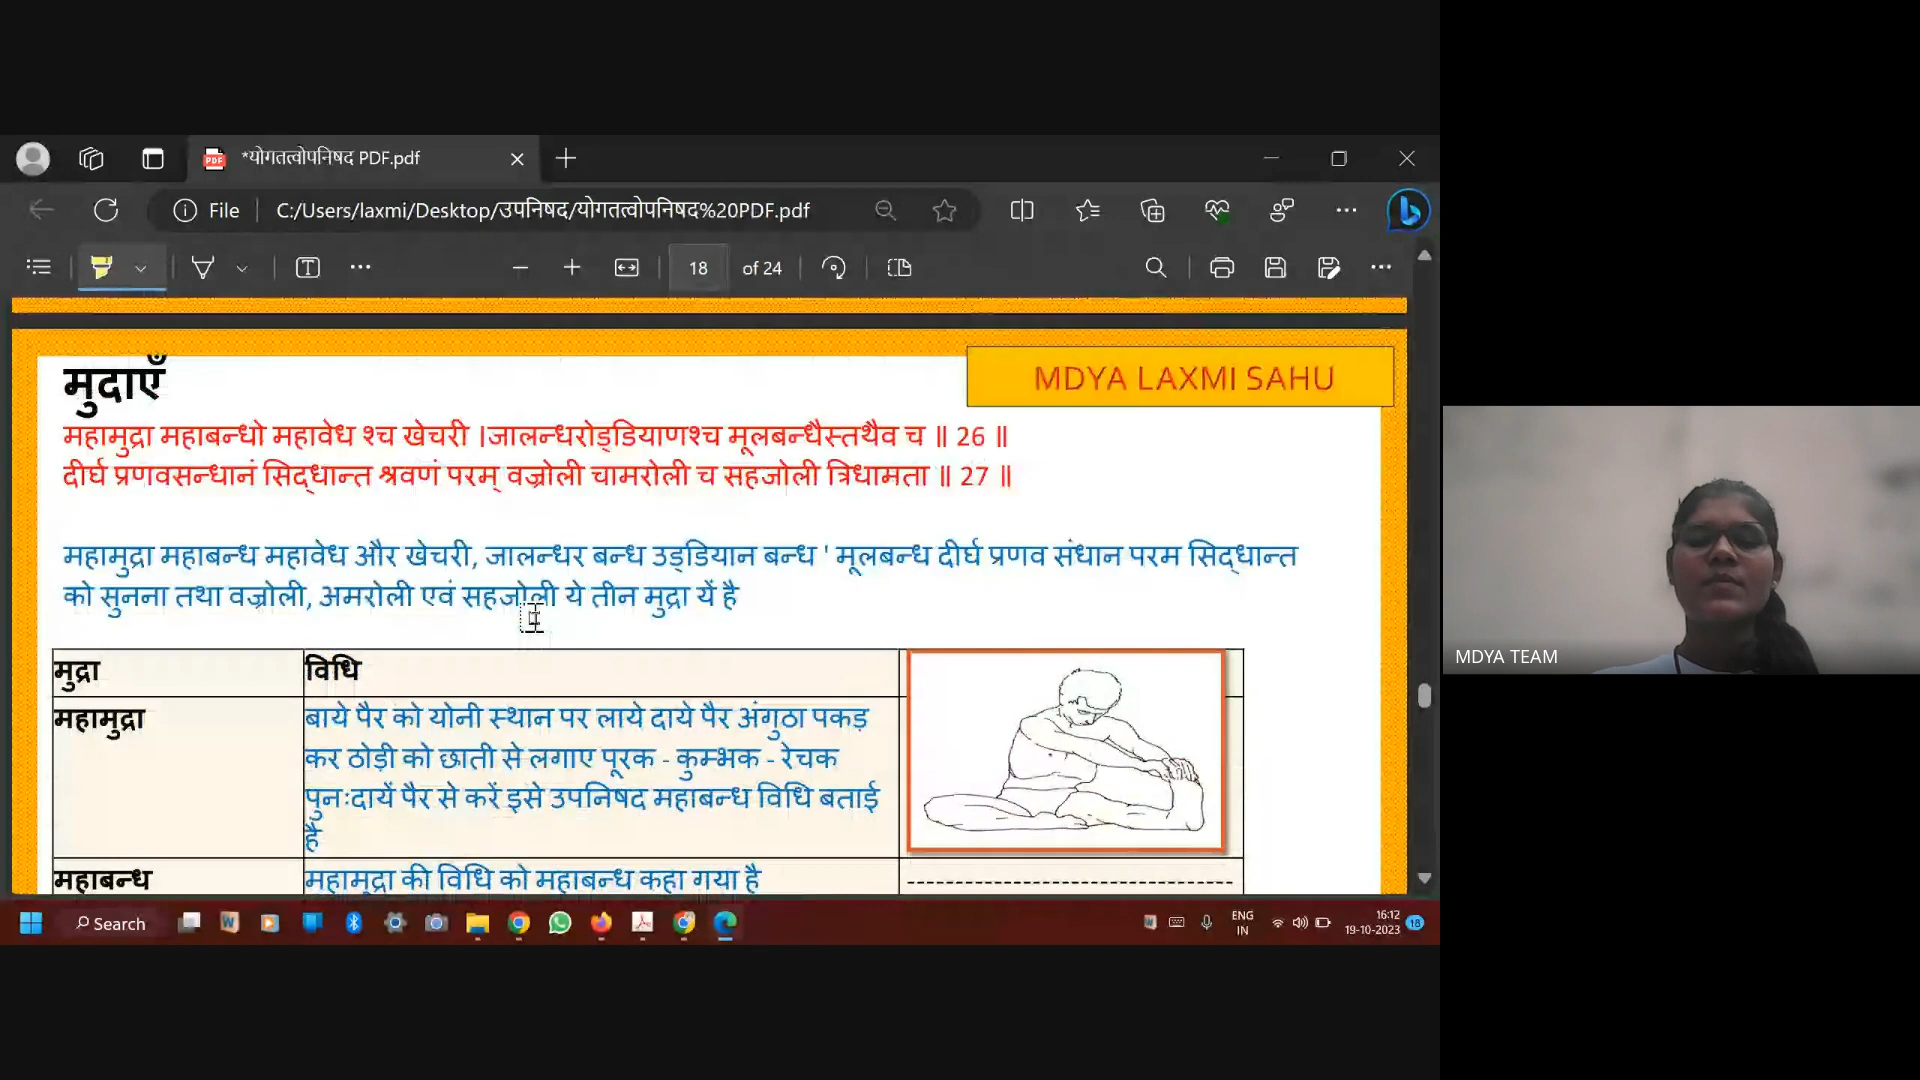 *योगतत्वोपनिषद PDF.pdf
File
C:/Users/laxmi/Desktop/उपनिषद/योगतत्वोपनिषद%20PDF.pdf
18 of 24
मुदाएँ
MDYA LAXMI SAHU
महामुद्रा महाबन्धो महावेध श्च खेचरी ।जालन्धरोड्डियाणश्च मूलबन्धैस्तथैव च ॥ 26 ॥
दीर्घ प्रणवसन्धानं सिद्धान्त श्रवणं परम् वज्रोली चामरोली च सहजोली त्रिधामता ॥ 27 ॥
महामुद्रा महाबन्ध महावेध और खेचरी, जालन्धर बन्ध उड्डियान बन्ध ' मूलबन्ध दीर्घ प्रणव संधान परम सिद्धान्त
को सुनना तथा वज्रोली, अमरोली एवं सहजोली ये तीन मुद्रा यें है
मुद्रा
विधि
महामुद्रा
बाये पैर को योनी स्थान पर लाये दाये पैर अंगुठा पकड़
कर ठोड़ी को छाती से लगाए पूरक - कुम्भक - रेचक
पुनःदायें पैर से करें इसे उपनिषद महाबन्ध विधि बताई
है
महाबन्ध
महामुद्रा की विधि को महाबन्ध कहा गया है
MDYA TEAM
Search
ENG
IN
16:12
19-10-2023
18